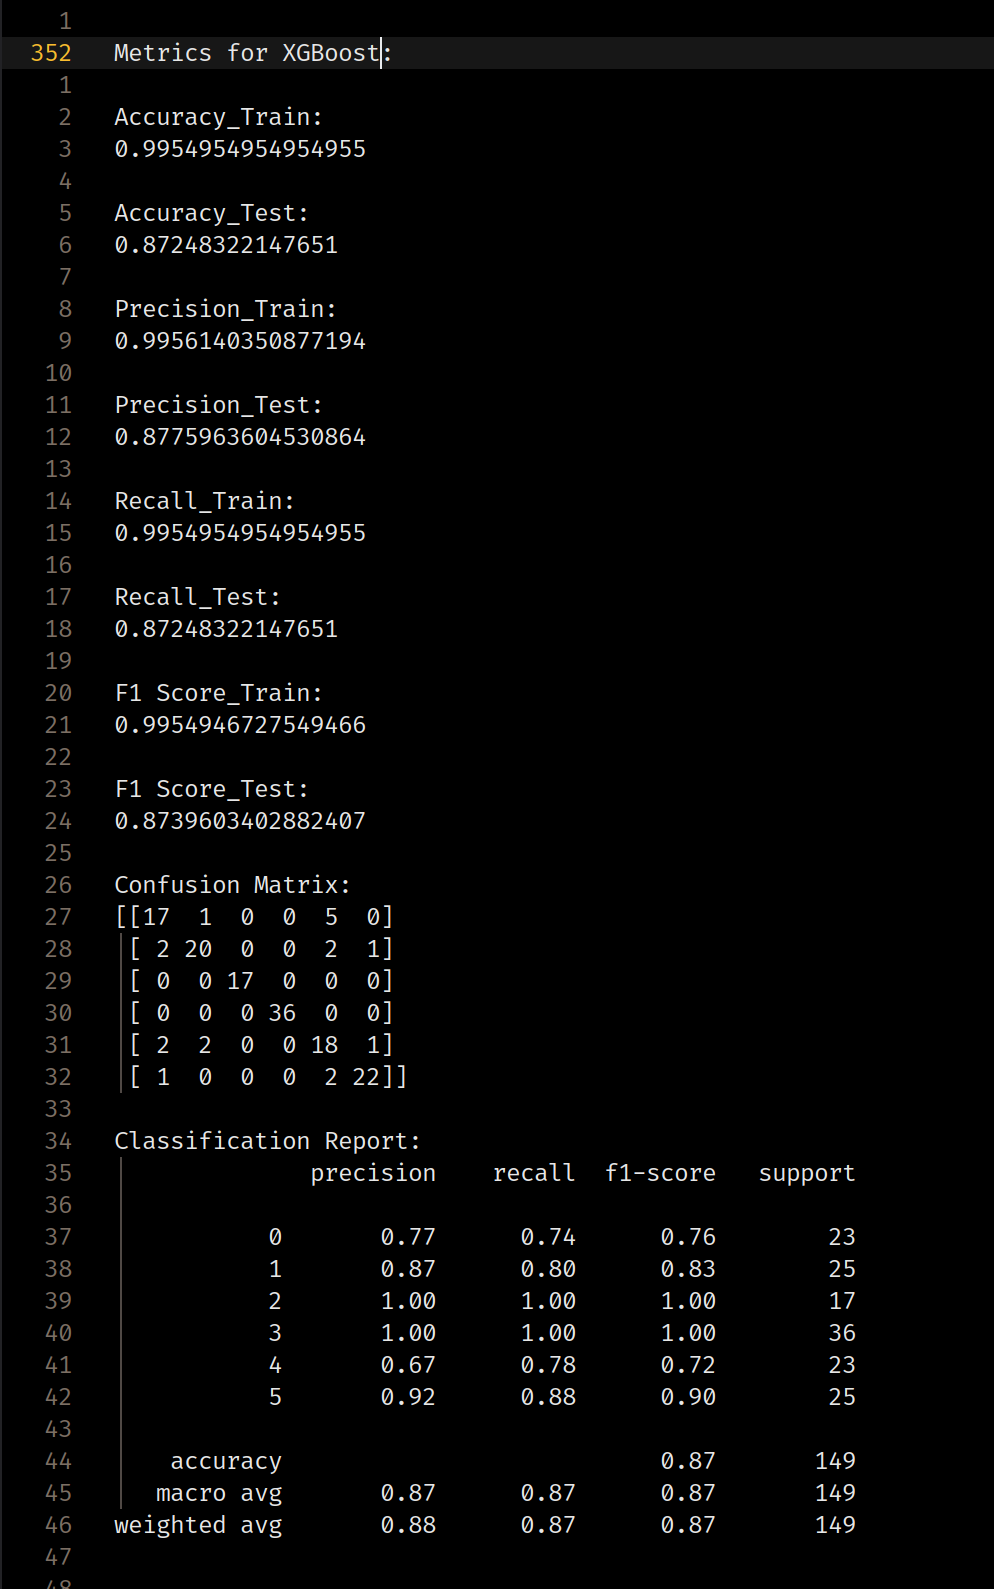 1
352 Metrics for XGBoost:
1
2 Accuracy_Train:
3 0.9954954954954955
4
5 Accuracy_Test:
6 0.87248322147651
7
8 Precision_Train:
9 0.9956140350877194
10
11 Precision_Test:
12 0.8775963604530864
13
14 Recall_Train:
15 0.9954954954954955
16
17 Recall_Test:
18 0.87248322147651
19
20 F1 Score_Train:
21 0.9954946727549466
22
23 F1 Score_Test:
24 0.8739603402882407
25
26 Confusion Matrix:
27 [[17  1  0  0  5  0]
28  [ 2 20  0  0  2  1]
29  [ 0  0 17  0  0  0]
30  [ 0  0  0 36  0  0]
31  [ 2  2  0  0 18  1]
32  [ 1  0  0  0  2 22]]
33
34 Classification Report:
35               precision    recall  f1-score   support
36
37            0       0.77      0.74      0.76        23
38            1       0.87      0.80      0.83        25
39            2       1.00      1.00      1.00        17
40            3       1.00      1.00      1.00        36
41            4       0.67      0.78      0.72        23
42            5       0.92      0.88      0.90        25
43
44     accuracy                           0.87       149
45    macro avg       0.87      0.87      0.87       149
46 weighted avg       0.88      0.87      0.87       149
47
48